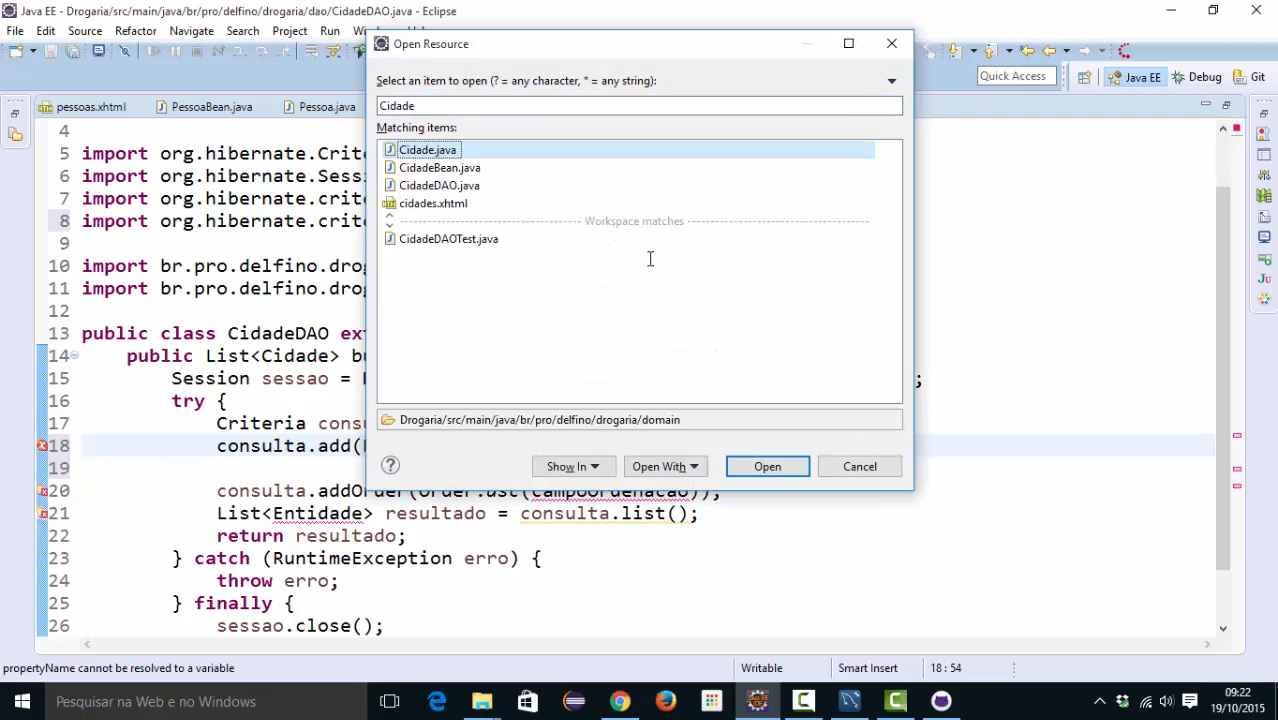 Java EE - Drogaria/src/main/java/br/pro/delfino/drogaria/dao/CidadeDAO.java - Eclipse
File Edit Source Refactor Navigate Search Project Run
Quick Access Java EE Debug Git
pessoas.xhtml PessoaBean.java Pessoa.java
Open Resource
Select an item to open (? = any character, * = any string):
Cidade
Matching items:
Cidade.java
CidadeBean.java
CidadeDAO.java
cidades.xhtml
Workspace matches
CidadeDAOTest.java
Drogaria/src/main/java/br/pro/delfino/drogaria/domain
Show In Open With Open Cancel
4
5 import org.hibernate.Crite
6 import org.hibernate.Sess
7 import org.hibernate.crite
8 import org.hibernate.crite
10 import br.pro.delfino.drog
11 import br.pro.delfino.drog
12
13 public class CidadeDAO ext
14 public List<Cidade> b
15 Session sessao = ;
16 try {
17 Criteria cons
18 consulta.add(
19
20 consulta.addOrder(Order.asc(campoOrdenacao));
21 List<Entidade> resultado = consulta.list();
22 return resultado;
23 } catch (RuntimeException erro) {
24 throw erro;
25 } finally {
26 sessao.close();
propertyName cannot be resolved to a variable Writable Smart Insert 18 : 54
Pesquisar na Web e no Windows
09:22
19/10/2015